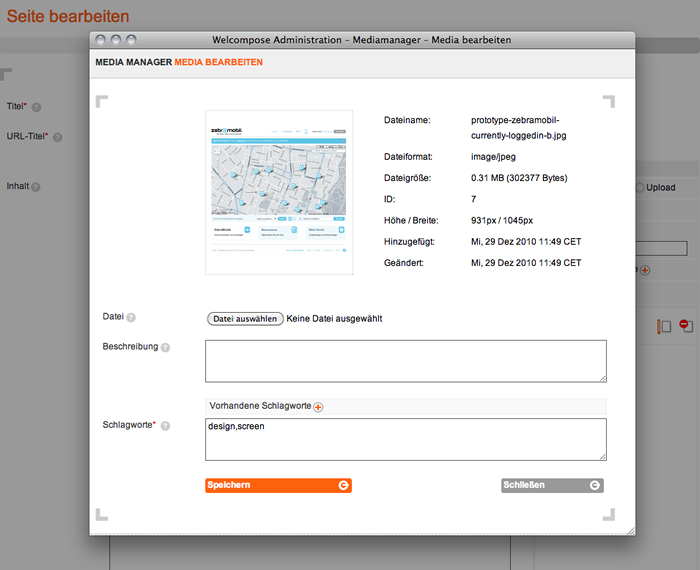 Seite bearbeiten
Welcompose Administration – Mediamanager – Media bearbeiten
MEDIA MANAGER MEDIA BEARBEITEN
Titel* ?
URL-Titel* ?
Inhalt ?
Upload
zebramobil
Dateiname: prototype-zebramobil-
currently-loggedin-b.jpg
Dateiformat: image/jpeg
Dateigröße: 0.31 MB (302377 Bytes)
ID: 7
Höhe / Breite: 931px / 1045px
Hinzugefügt: Mi, 29 Dez 2010 11:49 CET
Geändert: Mi, 29 Dez 2010 11:49 CET
Datei ? Datei auswählen Keine Datei ausgewählt
Beschreibung ?
Vorhandene Schlagworte
Schlagworte* ? design,screen
Speichern
Schließen